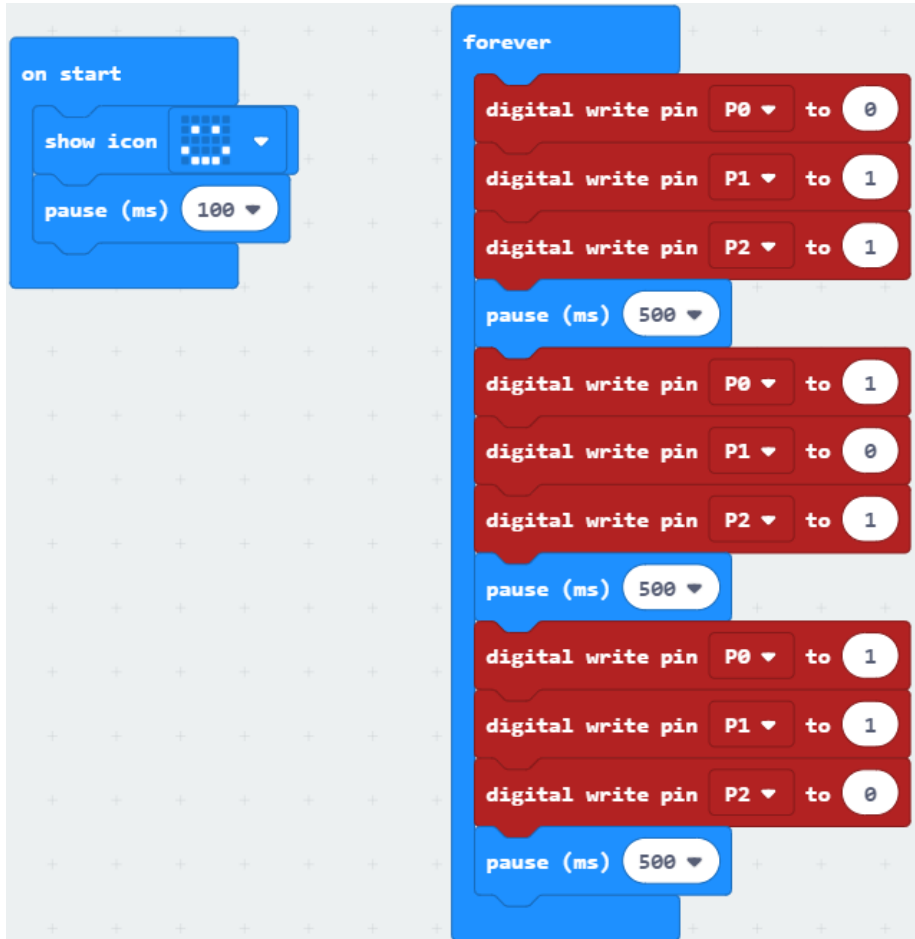 on start
show icon
pause (ms) 100
forever
digital write pin P0 to 0
digital write pin P1 to 1
digital write pin P2 to 1
pause (ms) 500
digital write pin P0 to 1
digital write pin P1 to 0
digital write pin P2 to 1
pause (ms) 500
digital write pin P0 to 1
digital write pin P1 to 1
digital write pin P2 to 0
pause (ms) 500